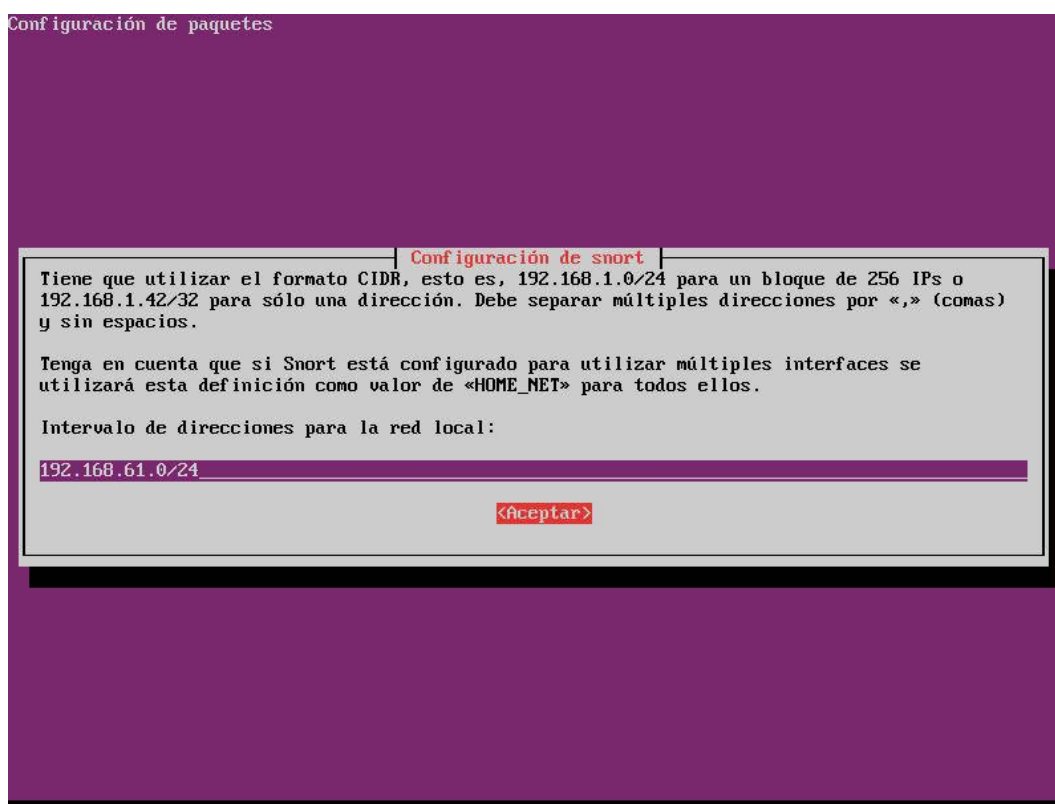 Configuración de paquetes
Configuración de snort
Tiene que utilizar el formato CIDR, esto es, 192.168.1.0/24 para un bloque de 256 IPs o
192.168.1.42/32 para sólo una dirección. Debe separar múltiples direcciones por «,» (comas)
y sin espacios.
Tenga en cuenta que si Snort está configurado para utilizar múltiples interfaces se
utilizará esta definición como valor de «HOME_NET» para todos ellos.
Intervalo de direcciones para la red local:
192.168.61.0/24
<Aceptar>